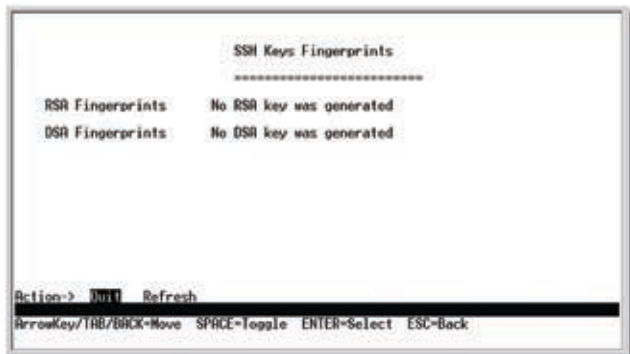 SSH Keys Fingerprints
==========================
RSA Fingerprints No RSA key was generated
DSA Fingerprints No DSA key was generated
Action-> Quit Refresh
ArrowKey/TAB/BACK=Move SPACE=Toggle ENTER=Select ESC=Back